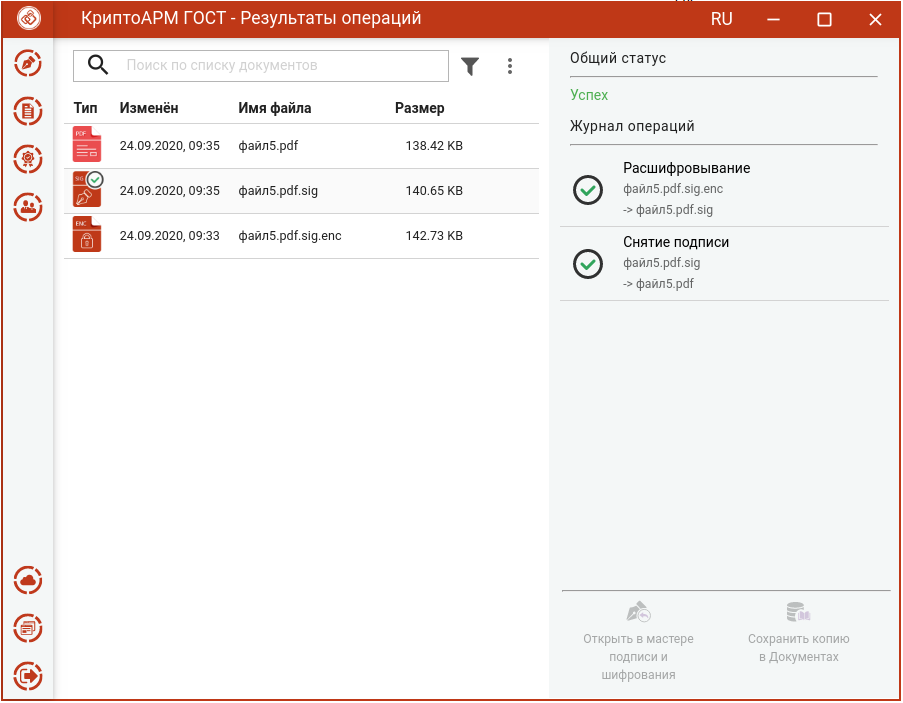 КриптоАРМ ГОСТ - Результаты операций
RU
Поиск по списку документов
Тип Изменён Имя файла Размер
PDF 24.09.2020, 09:35 файл5.pdf 138.42 KB
SIG 24.09.2020, 09:35 файл5.pdf.sig 140.65 KB
ENC 24.09.2020, 09:33 файл5.pdf.sig.enc 142.73 KB
Общий статус
Успех
Журнал операций
Расшифровывание
файл5.pdf.sig.enc
-> файл5.pdf.sig
Снятие подписи
файл5.pdf.sig
-> файл5.pdf
Открыть в мастере
подписи и
шифрования
Сохранить копию
в Документах